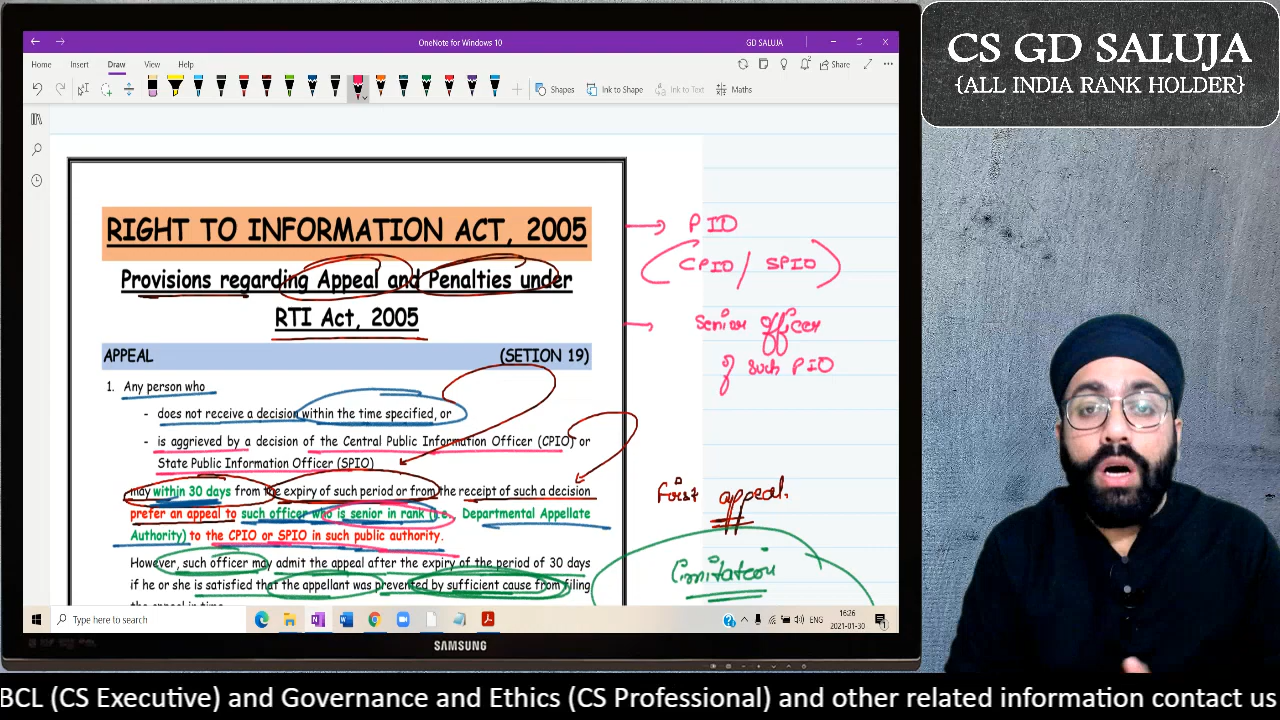 OneNote for Windows 10
GD SALUJA
Home Insert Draw View Help
Share
Shapes Ink to Shape Ink to Text Maths
RIGHT TO INFORMATION ACT, 2005
Provisions regarding Appeal and Penalties under
RTI Act, 2005
APPEAL (SETION 19)
1. Any person who
- does not receive a decision within the time specified, or
- is aggrieved by a decision of the Central Public Information Officer (CPIO) or
State Public Information Officer (SPIO)
may within 30 days from the expiry of such period or from the receipt of such a decision
prefer an appeal to such officer who is senior in rank (i.e. Departmental Appellate
Authority) to the CPIO or SPIO in such public authority.
However, such officer may admit the appeal after the expiry of the period of 30 days
if he or she is satisfied that the appellant was prevented by sufficient cause from filing
the appeal in time
→ PIO
(CPIO / SPIO)
→ Senior officer
of such PIO
First appeal.
Limitation
Type here to search
ENG
16:26
2021-01-30
SAMSUNG
CS GD SALUJA
{ALL INDIA RANK HOLDER}
BCL (CS Executive) and Governance and Ethics (CS Professional) and other related information contact us